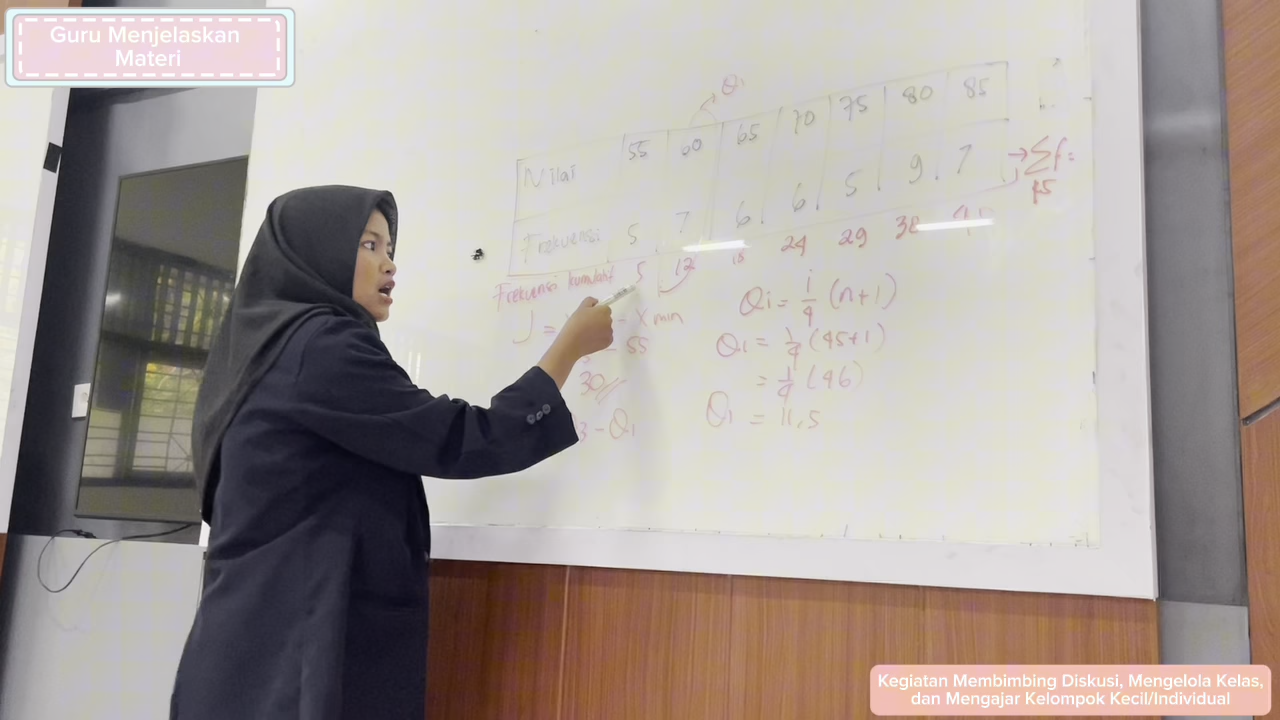 Guru Menjelaskan
Materi
Q1
Nilai 55 60 65 70 75 80 85
Frekuensi 5 7 6 6 5 9 7
→ Σf =
45
Frekuensi kumulatif 5 12 18 24 29 38
J = - X min
- 55
30//
3 - Q1
Qi = i/4 (n+1)
Q1 = 1/4 (45+1)
= 1/4 (46)
Q1 = 11,5
Kegiatan Membimbing Diskusi, Mengelola Kelas,
dan Mengajar Kelompok Kecil/Individual